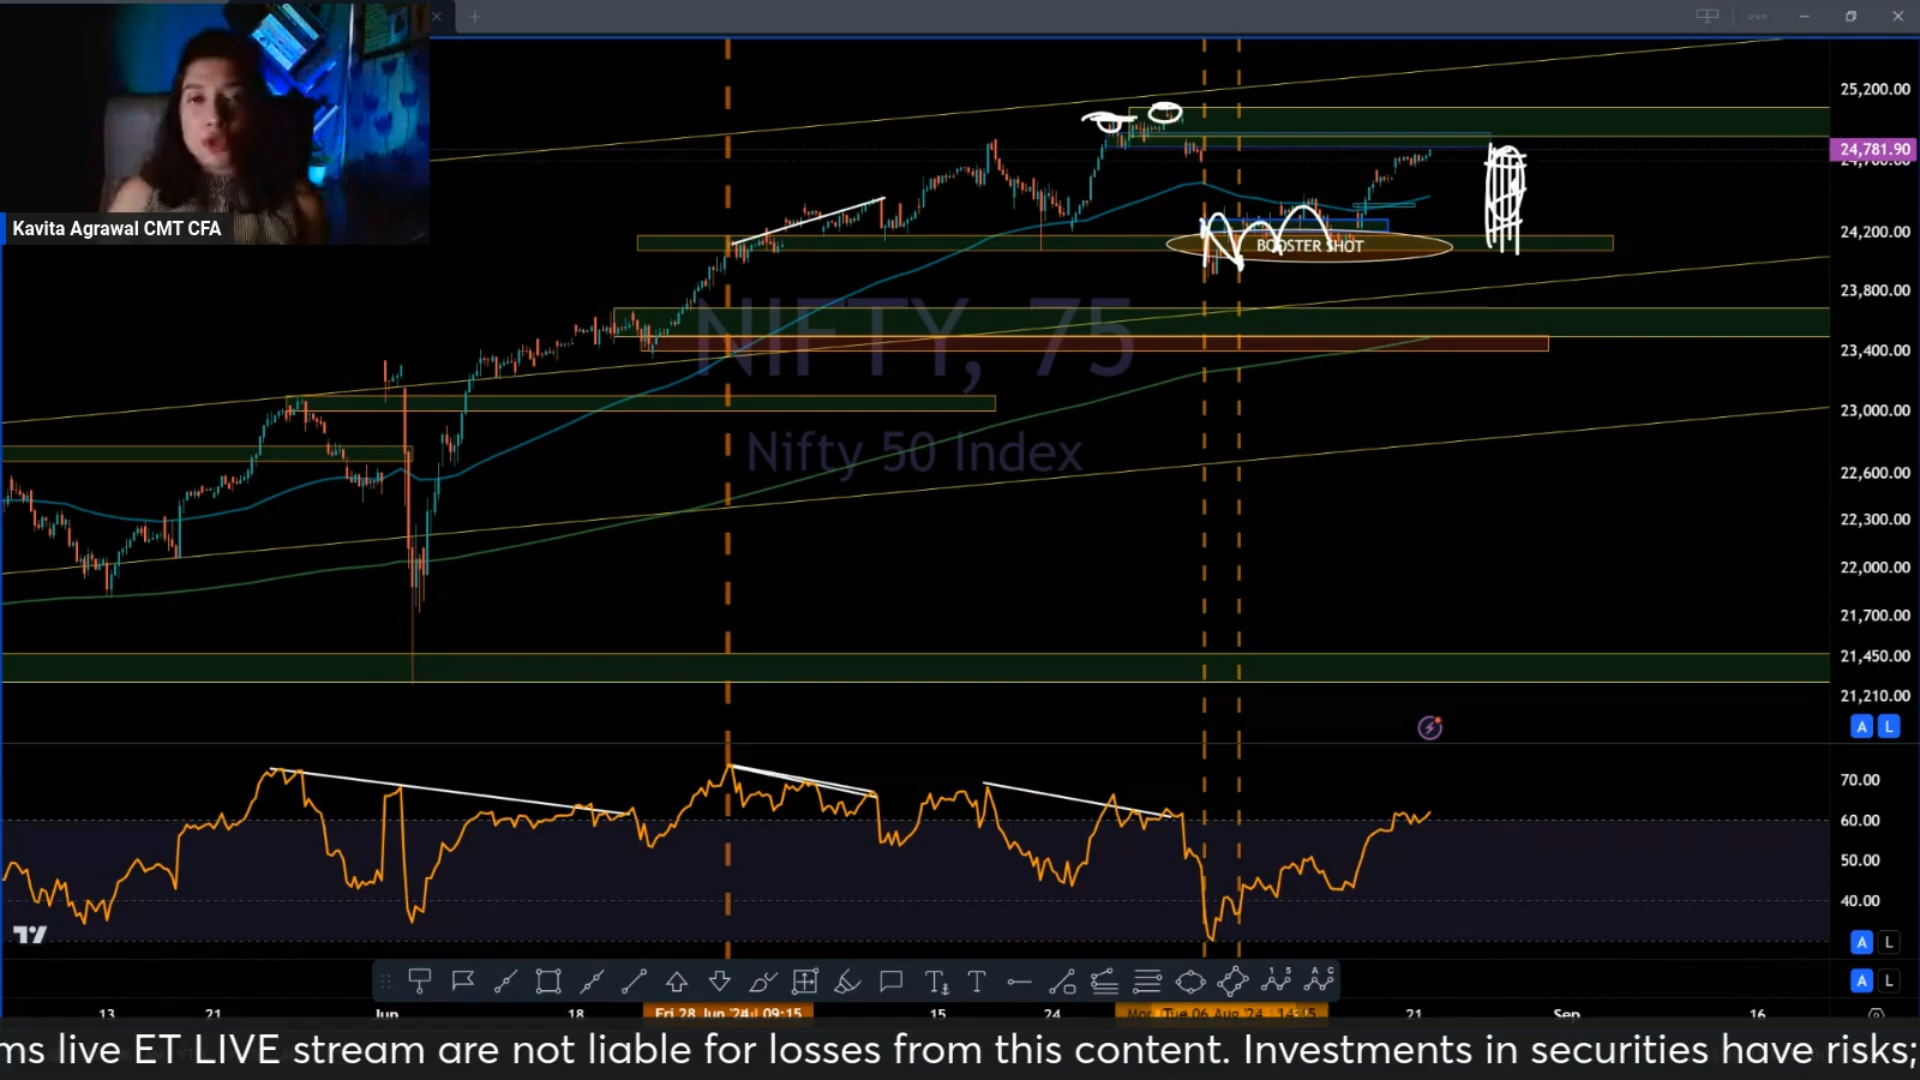 25,200.00
24,781.90
Kavita Agrawal CMT CFA
24,200.00
BOOSTER SHOT
23,800.00
NIFTY, 75
23,400.00
23,000.00
Nifty 50 Index
22,600.00
22,300.00
22,000.00
21,700.00
21,450.00
21,210.00
A L
70.00
60.00
50.00
40.00
A L
A L
13 21 Jun 18 Fri 28 Jun '24 09:15 15 24 Tue 06 Aug '24 14:15 21 Sep 16
ms live ET LIVE stream are not liable for losses from this content. Investments in securities have risks;